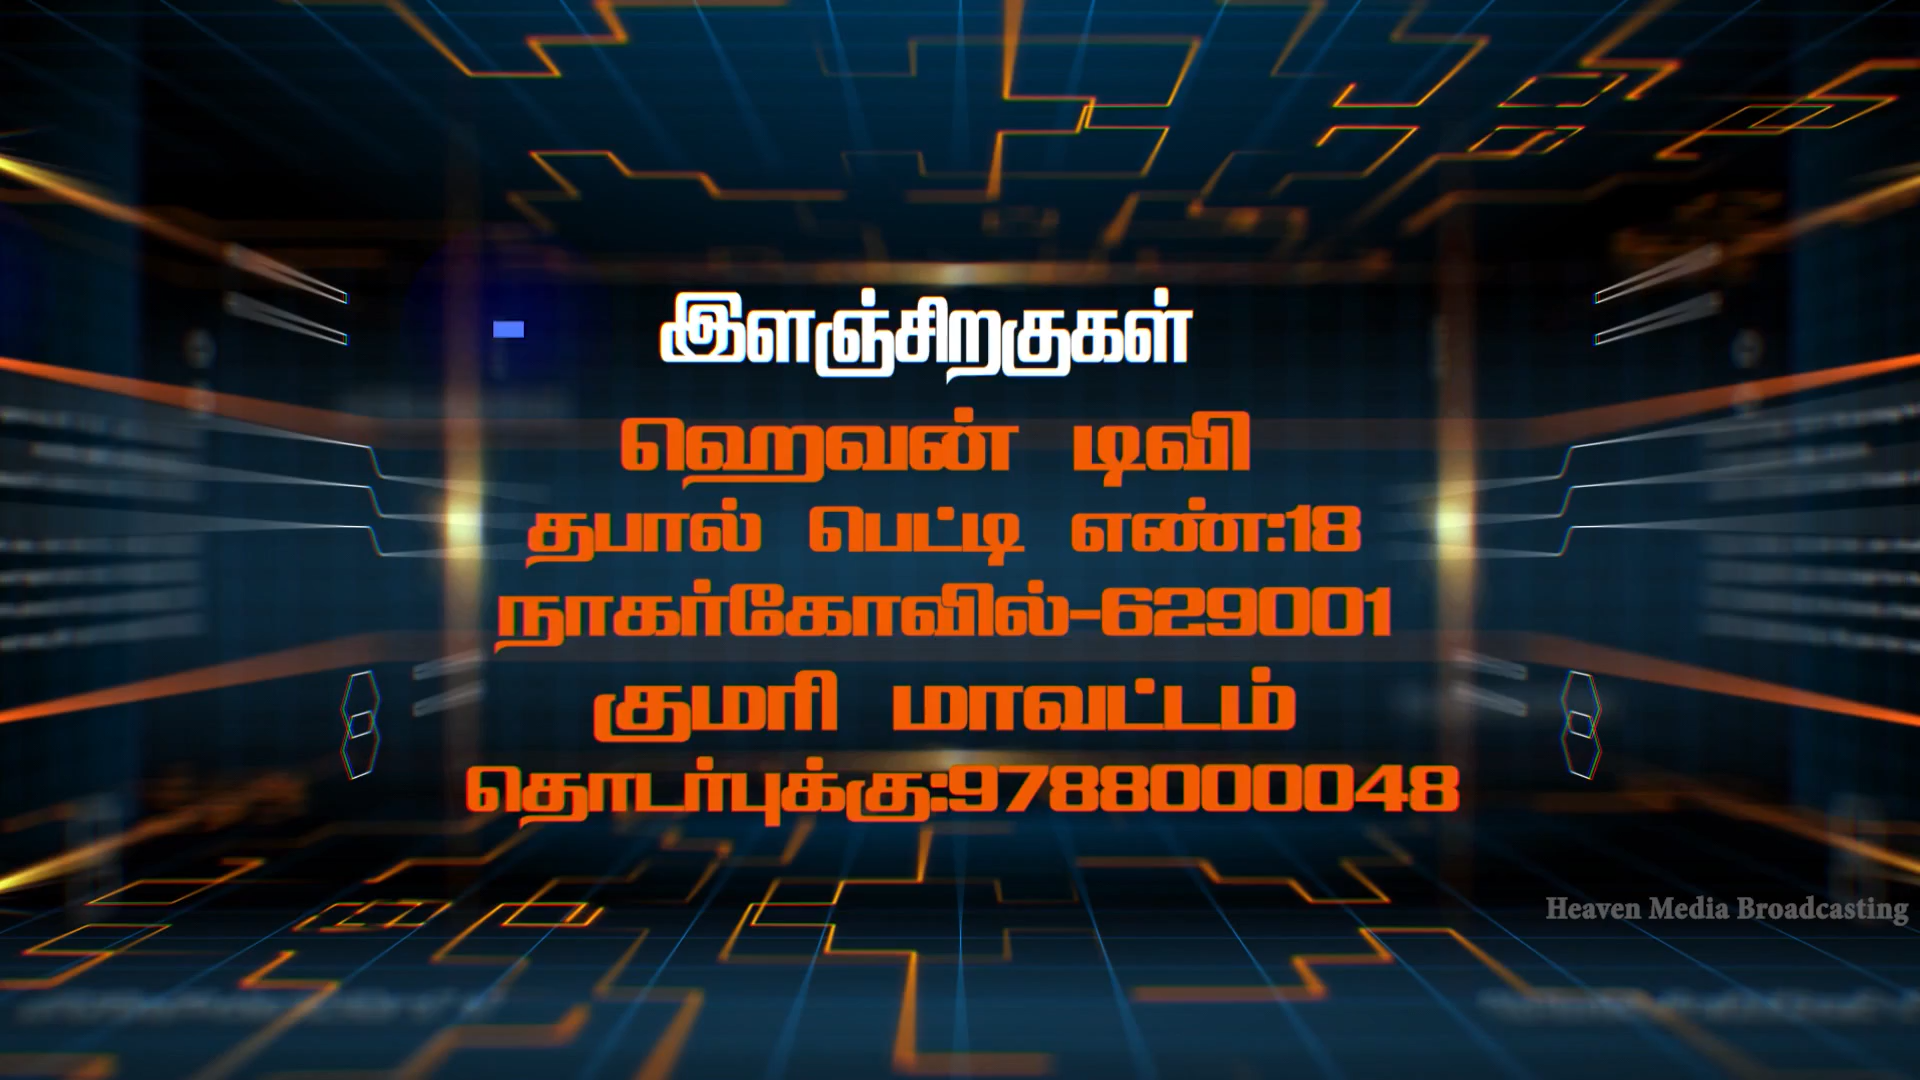 இளஞ்சிறகுகள்
ஹெவன் டிவி
தபால் பெட்டி எண்:18
நாகர்கோவில்-629001
குமரி மாவட்டம்
தொடர்புக்கு:9788000048
Heaven Media Broadcasting